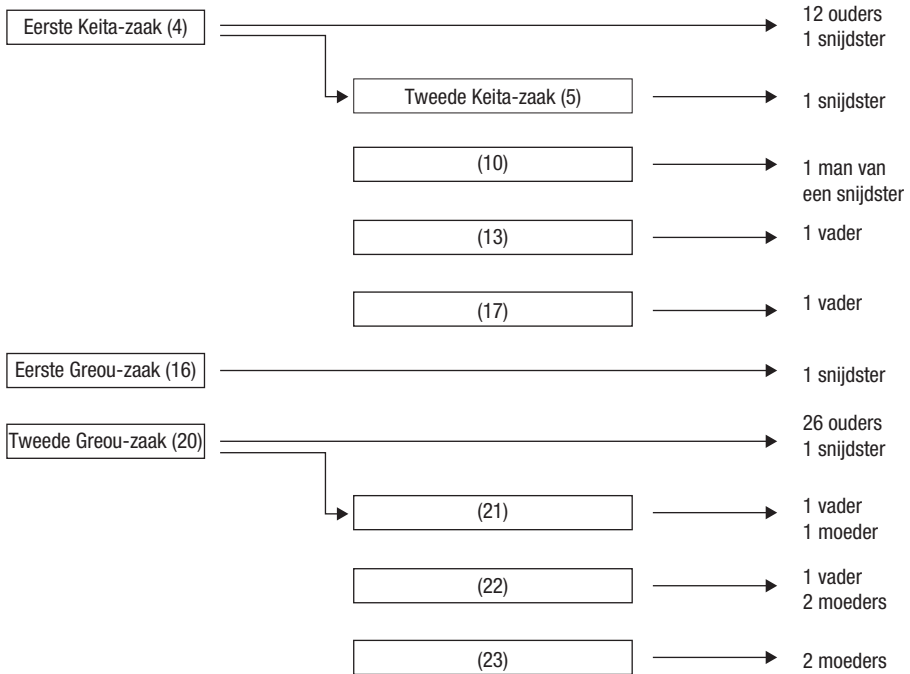 Eerste Keita-zaak (4)
12 ouders
1 snijdster
Tweede Keita-zaak (5)
1 snijdster
(10)
1 man van
een snijdster
(13)
1 vader
(17)
1 vader
Eerste Greou-zaak (16)
1 snijdster
Tweede Greou-zaak (20)
26 ouders
1 snijdster
(21)
1 vader
1 moeder
(22)
1 vader
2 moeders
(23)
2 moeders